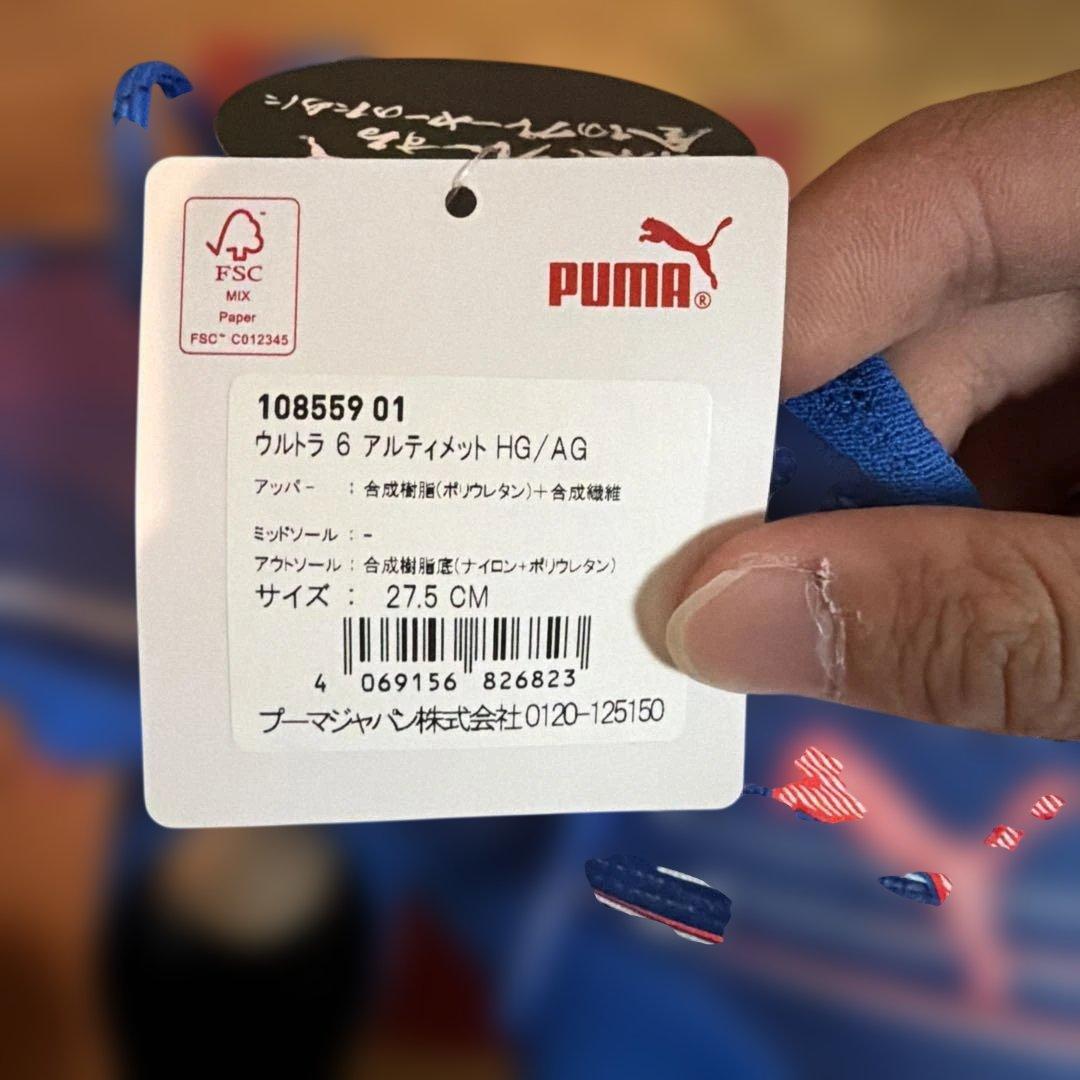 FSC
MIX
Paper
FSC™ C012345
PUMA®
108559 01
ウルトラ 6 アルティメット HG/AG
アッパー : 合成樹脂(ポリウレタン)+合成繊維
ミッドソール : -
アウトソール : 合成樹脂底(ナイロン+ポリウレタン)
サイズ : 27.5 CM
4 069156 826823
プーマジャパン株式会社 0120-125150